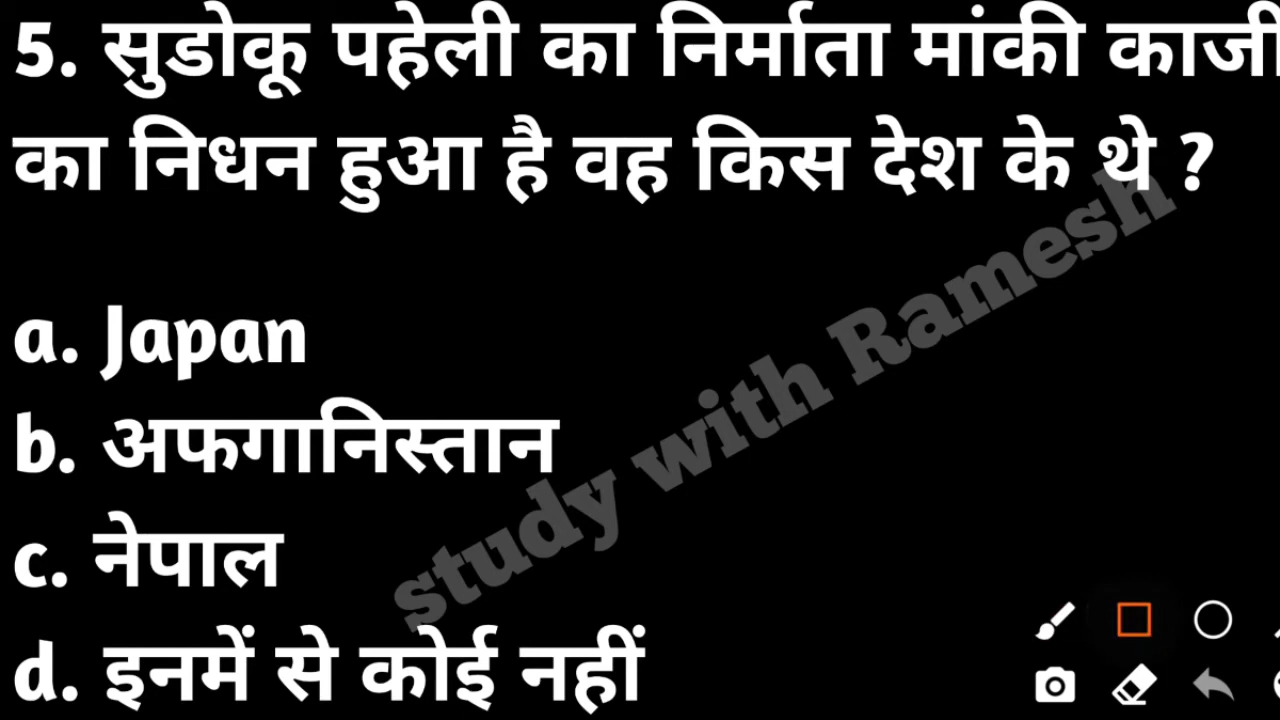 5. सुडोकू पहेली का निर्माता मांकी काजी
का निधन हुआ है वह किस देश के थे ?
a. Japan
b. अफगानिस्तान
c. नेपाल
d. इनमें से कोई नहीं
study with Ramesh